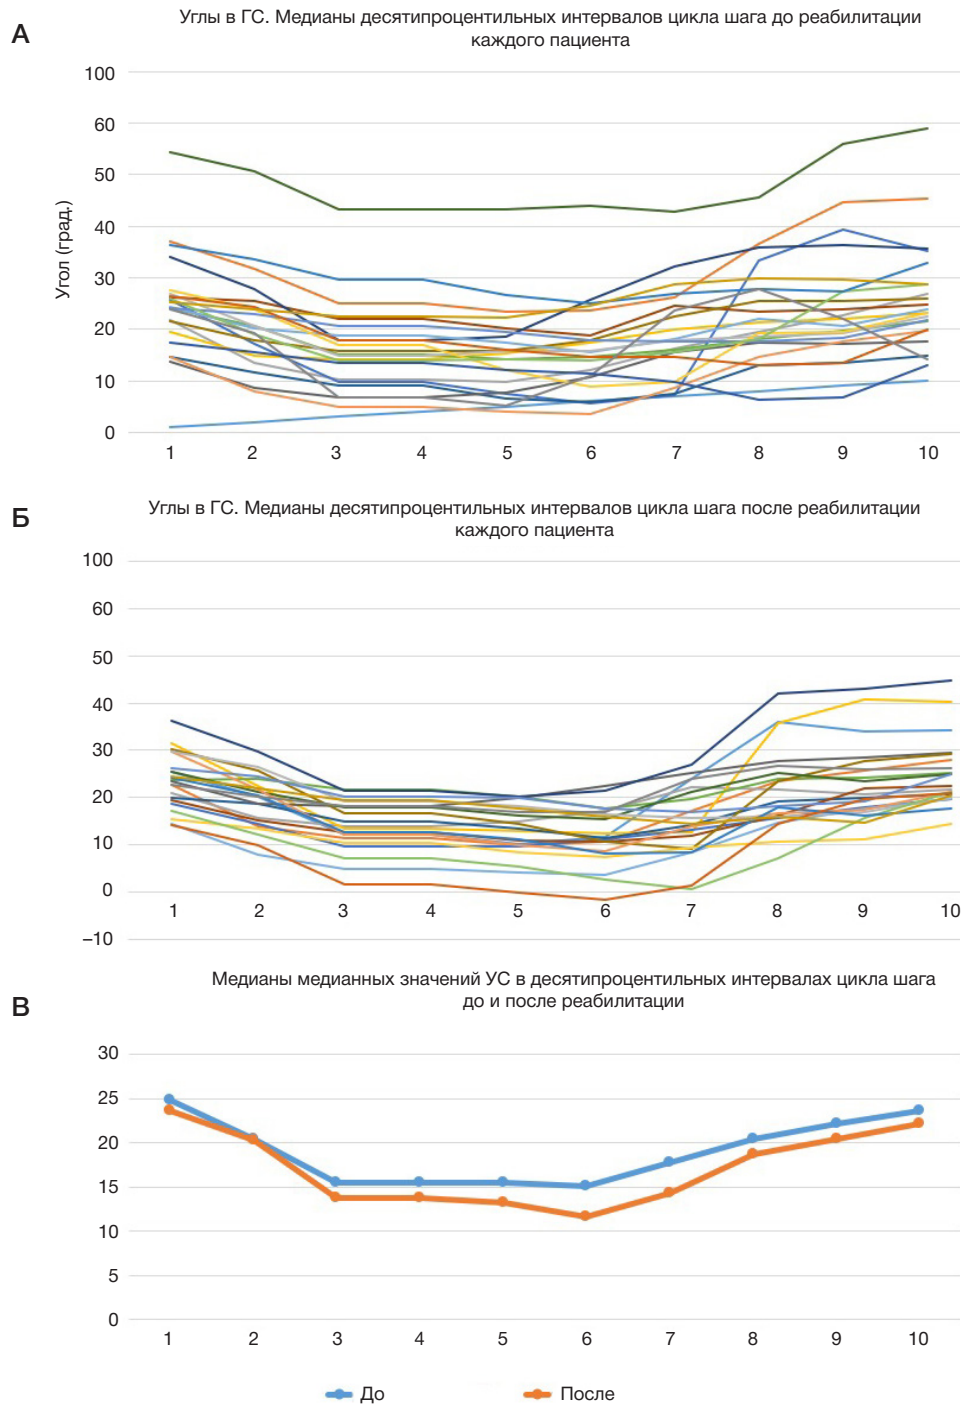 А
Углы в ГС. Медианы десятипроцентильных интервалов цикла шага до реабилитации
каждого пациента
Угол (град.)
100
60
50
40
30
20
10
0
1 2 3 4 5 6 7 8 9 10
Б
Углы в ГС. Медианы десятипроцентильных интервалов цикла шага после реабилитации
каждого пациента
100
60
50
40
30
20
10
0
1 2 3 4 5 6 7 8 9 10
–10
В
Медианы медианных значений УС в десятипроцентильных интервалах цикла шага
до и после реабилитации
30
25
20
15
10
5
0
1 2 3 4 5 6 7 8 9 10
До После